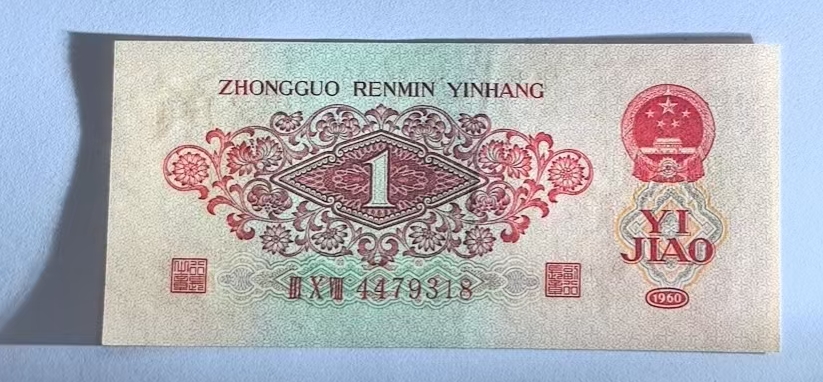 ZHONGGUO RENMIN YINHANG
1
YI
JIAO
ⅢⅩⅧ 4479318
1960